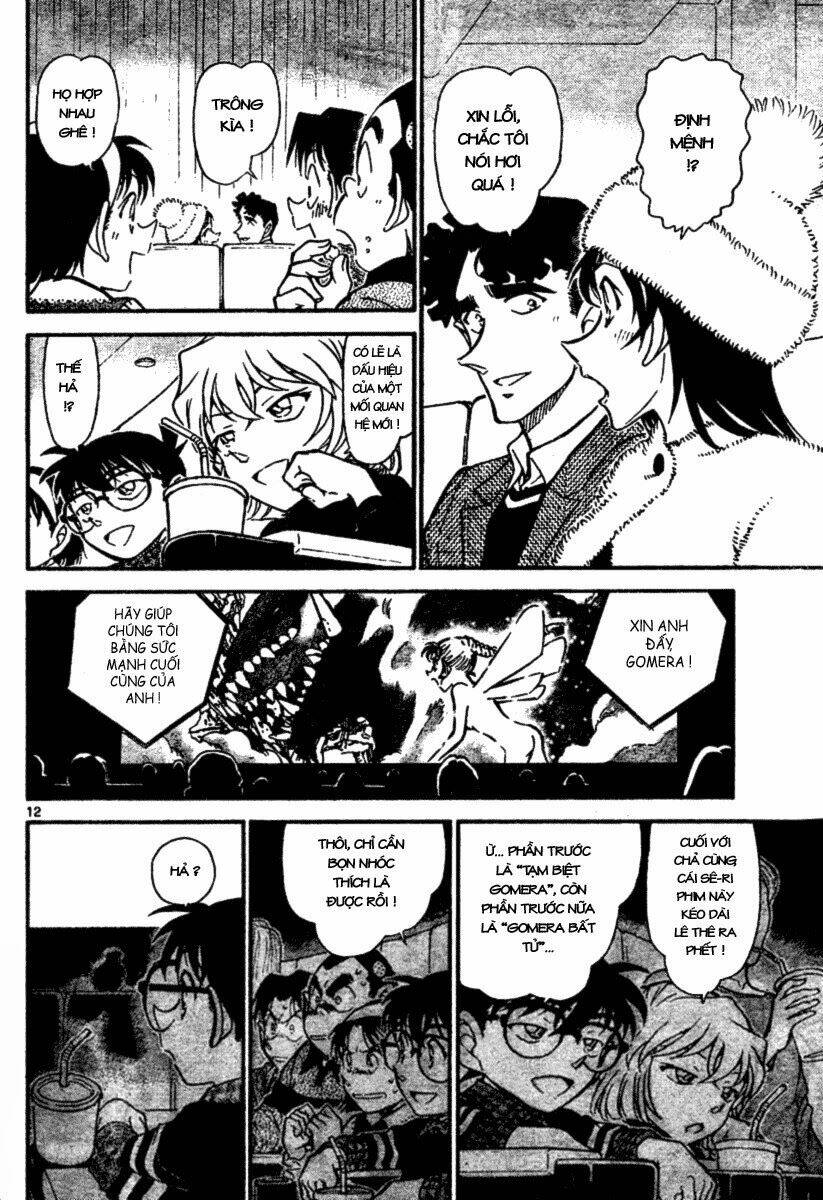 ĐỊNH
MỆNH
!?
XIN LỖI,
CHẮC TÔI
NÓI HƠI
QUÁ !
TRÔNG
KÌA !
HỌ HỢP
NHAU
GHÊ !
CÓ LẼ LÀ
DẤU HIỆU
CỦA MỘT
MỐI QUAN
HỆ MỚI !
THẾ
HẢ
!?
XIN ANH
ĐẤY,
GOMERA !
HÃY GIÚP
CHÚNG TÔI
BẰNG SỨC
MẠNH CUỐI
CÙNG CỦA
ANH !
12
CUỐI VỚI
CHẢ CÙNG,
CÁI SÊ-RI
PHIM NÀY
KÉO DÀI
LÊ THÊ RA
PHẾT !
Ừ... PHẦN TRƯỚC
LÀ "TẠM BIỆT
GOMERA", CÒN
PHẦN TRƯỚC NỮA
LÀ "GOMERA BẤT
TỬ"...
THÔI, CHỈ CẦN
BỌN NHÓC
THÍCH LÀ
ĐƯỢC RỒI !
HẢ ?